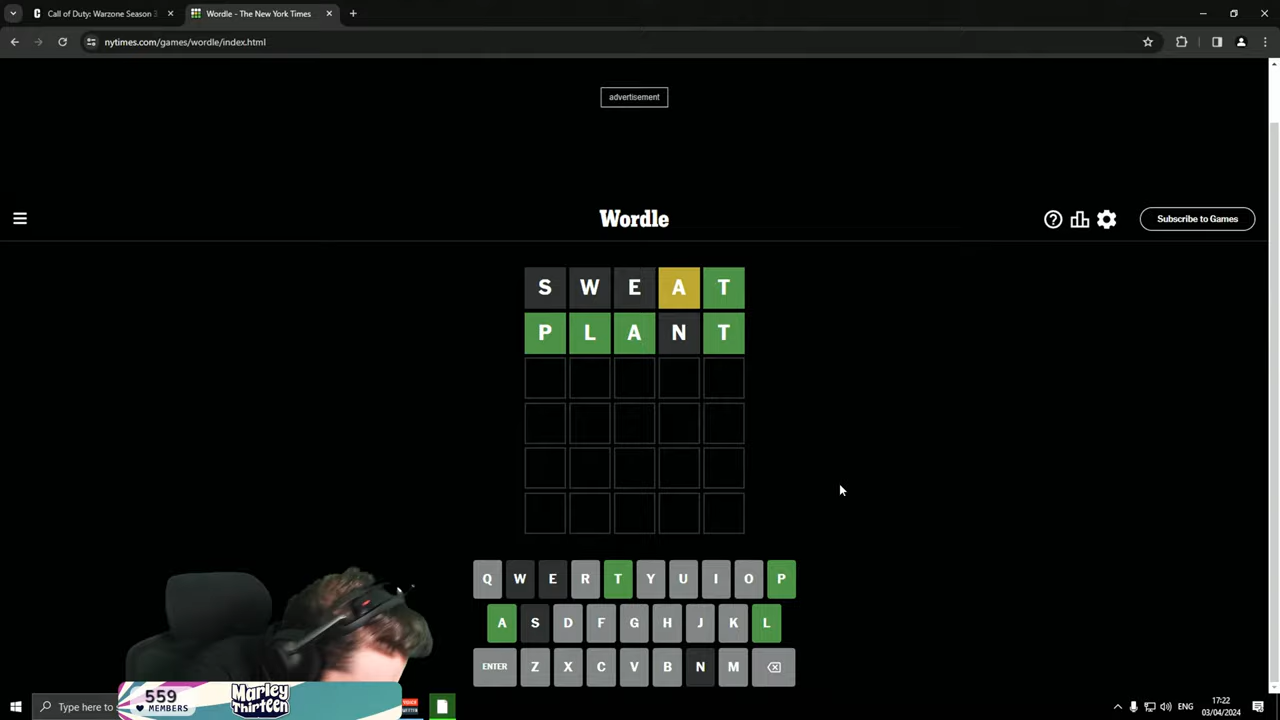 Call of Duty: Warzone Season 3
Wordle - The New York Times
nytimes.com/games/wordle/index.html
advertisement
Wordle
Subscribe to Games
S W E A T
P L A N T
Q W E R T Y U I O P
A S D F G H J K L
ENTER Z X C V B N M
559
MEMBERS
Marley
Thirteen
Type here to
ENG
17:22
03/04/2024